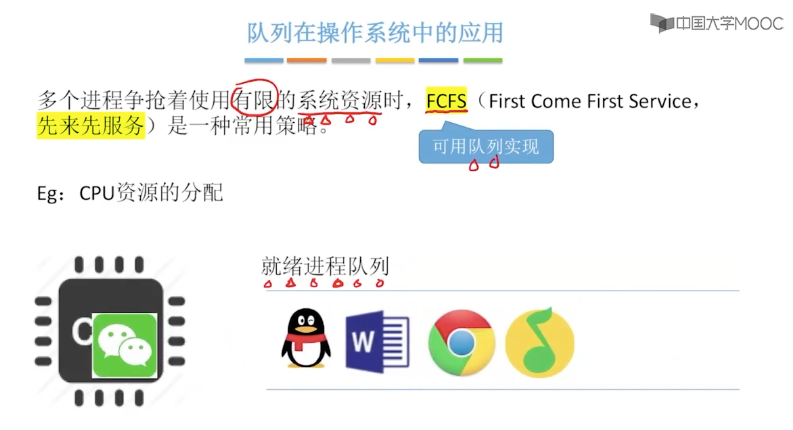 队列在操作系统中的应用
中国大学MOOC
多个进程争抢着使用有限的系统资源时，FCFS（First Come First Service，
先来先服务）是一种常用策略。
可用队列实现
Eg：CPU资源的分配
就绪进程队列
C
W